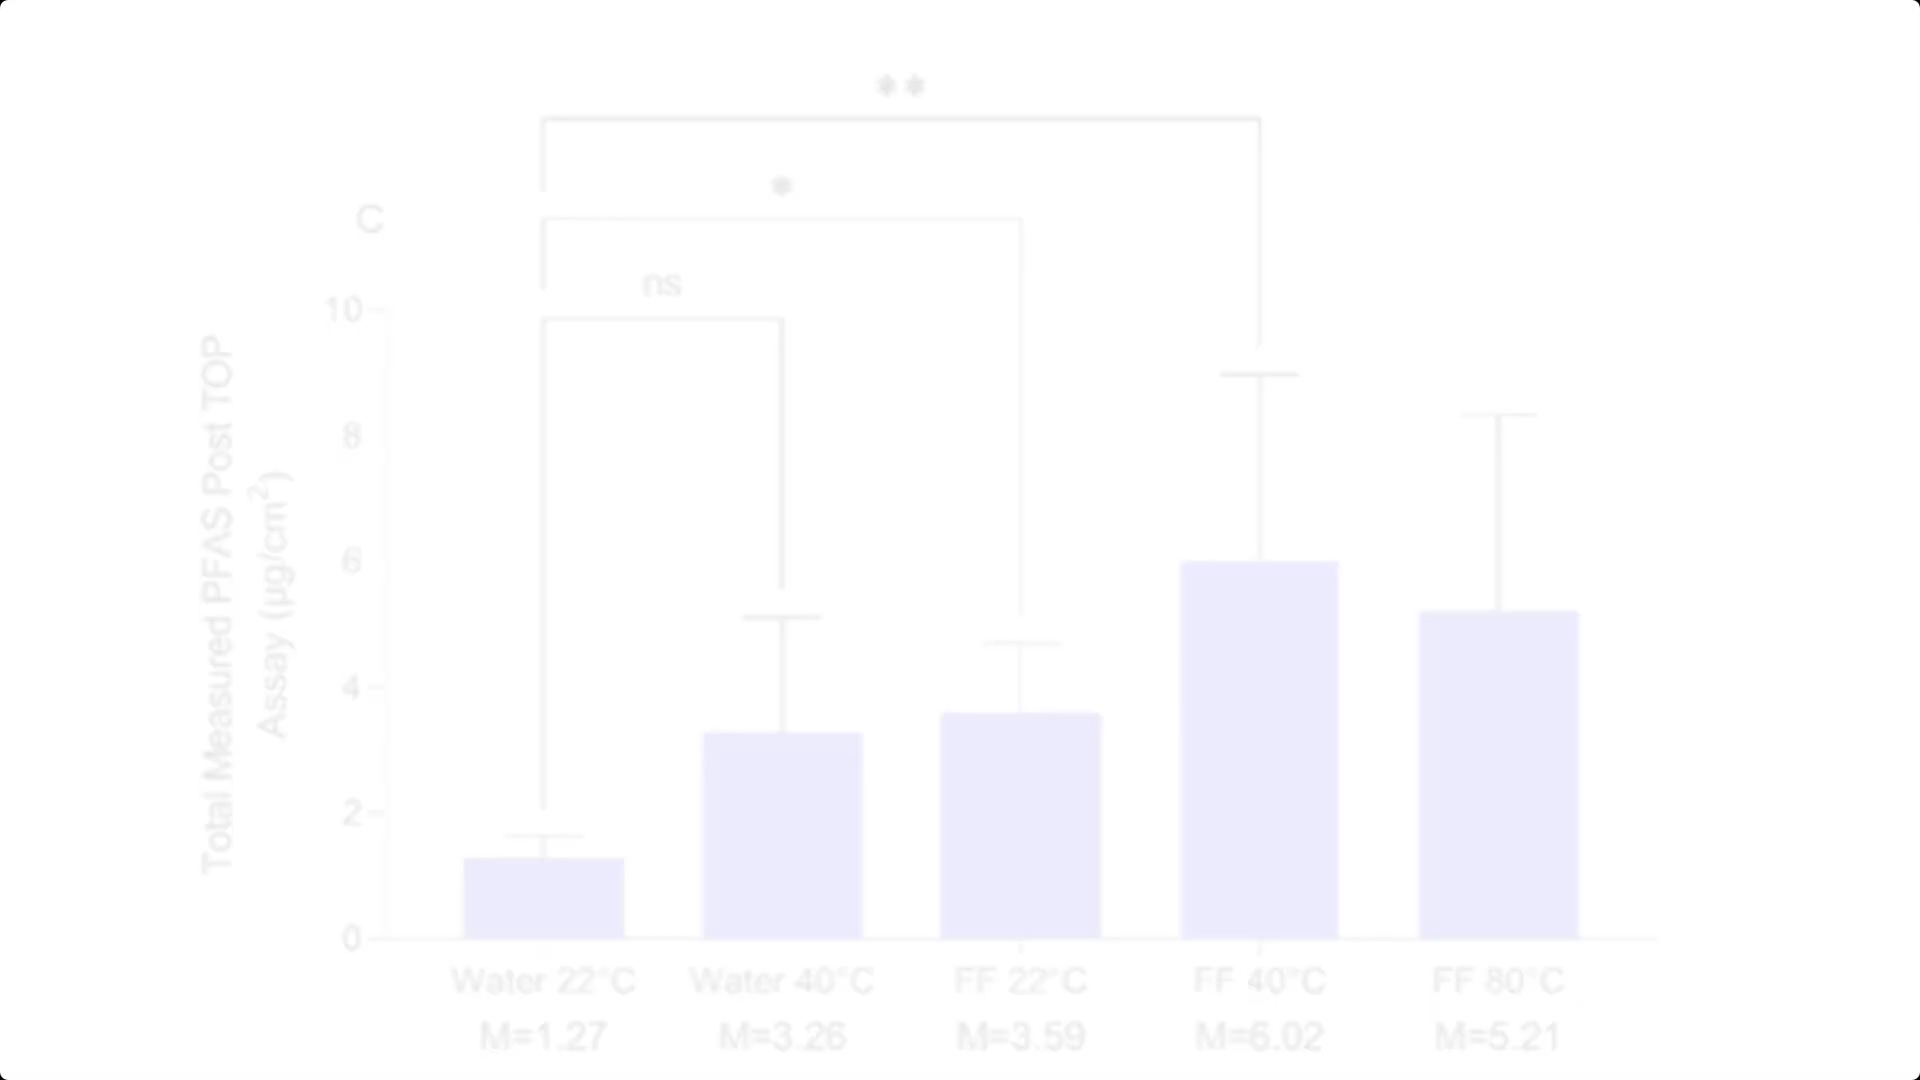 **
*
C
ns
10
8
6
4
2
0
Total Measured PFAS Post TOP
Assay (µg/cm²)
Water 22°C
Water 40°C
FF 22°C
FF 40°C
FF 80°C
M=1.27
M=3.26
M=3.59
M=6.02
M=5.21